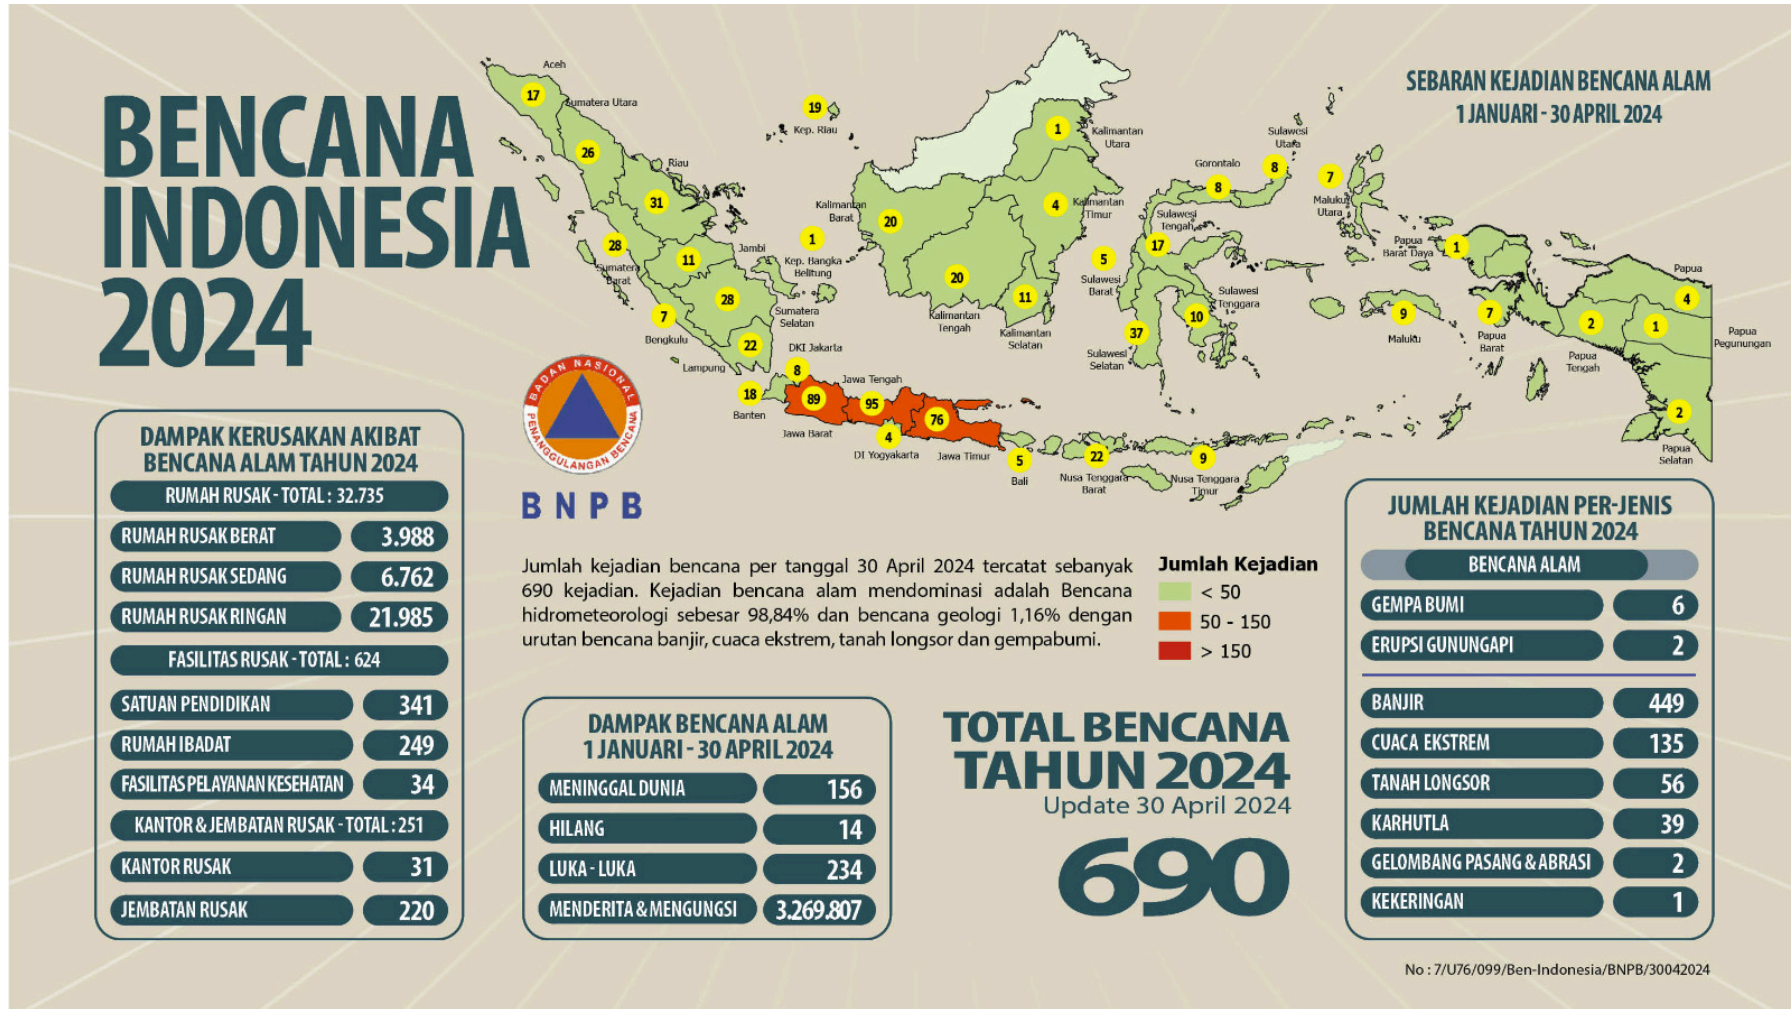 BENCANA
INDONESIA
2024
SEBARAN KEJADIAN BENCANA ALAM
1 JANUARI - 30 APRIL 2024
Aceh
17
Sumatera Utara
26
Riau
31
19
Kep. Riau
28
Sumatera
Barat
Jambi
11
1
Kep. Bangka
Belitung
28
Sumatera
Selatan
7
Bengkulu
22
Lampung
DKI Jakarta
8
18
Banten
89
Jawa Barat
Jawa Tengah
95
4
DI Yogyakarta
76
Jawa Timur
5
Bali
22
Nusa Tenggara
Barat
9
Nusa Tenggara
Timur
Kalimantan
Barat
20
20
Kalimantan
Tengah
11
Kalimantan
Selatan
4
Kalimantan
Timur
1
Kalimantan
Utara
Sulawesi
Utara
8
Gorontalo
8
Sulawesi
Tengah
17
5
Sulawesi
Barat
37
Sulawesi
Selatan
Sulawesi
Tenggara
10
7
Maluku
Utara
9
Maluku
Papua
Barat Daya
1
7
Papua
Barat
2
Papua
Tengah
Papua
4
1
Papua
Pegunungan
2
Papua
Selatan
BADAN NASIONAL
PENANGGULANGAN BENCANA
BNPB
DAMPAK KERUSAKAN AKIBAT
BENCANA ALAM TAHUN 2024
RUMAH RUSAK - TOTAL : 32.735
RUMAH RUSAK BERAT 3.988
RUMAH RUSAK SEDANG 6.762
RUMAH RUSAK RINGAN 21.985
FASILITAS RUSAK - TOTAL : 624
SATUAN PENDIDIKAN 341
RUMAH IBADAT 249
FASILITAS PELAYANAN KESEHATAN 34
KANTOR & JEMBATAN RUSAK - TOTAL : 251
KANTOR RUSAK 31
JEMBATAN RUSAK 220
Jumlah kejadian bencana per tanggal 30 April 2024 tercatat sebanyak
690 kejadian. Kejadian bencana alam mendominasi adalah Bencana
hidrometeorologi sebesar 98,84% dan bencana geologi 1,16% dengan
urutan bencana banjir, cuaca ekstrem, tanah longsor dan gempabumi.
Jumlah Kejadian
< 50
50 - 150
> 150
DAMPAK BENCANA ALAM
1 JANUARI - 30 APRIL 2024
MENINGGAL DUNIA 156
HILANG 14
LUKA - LUKA 234
MENDERITA & MENGUNGSI 3.269.807
TOTAL BENCANA
TAHUN 2024
Update 30 April 2024
690
JUMLAH KEJADIAN PER-JENIS
BENCANA TAHUN 2024
BENCANA ALAM
GEMPA BUMI 6
ERUPSI GUNUNGAPI 2
BANJIR 449
CUACA EKSTREM 135
TANAH LONGSOR 56
KARHUTLA 39
GELOMBANG PASANG & ABRASI 2
KEKERINGAN 1
No : 7/U76/099/Ben-Indonesia/BNPB/30042024